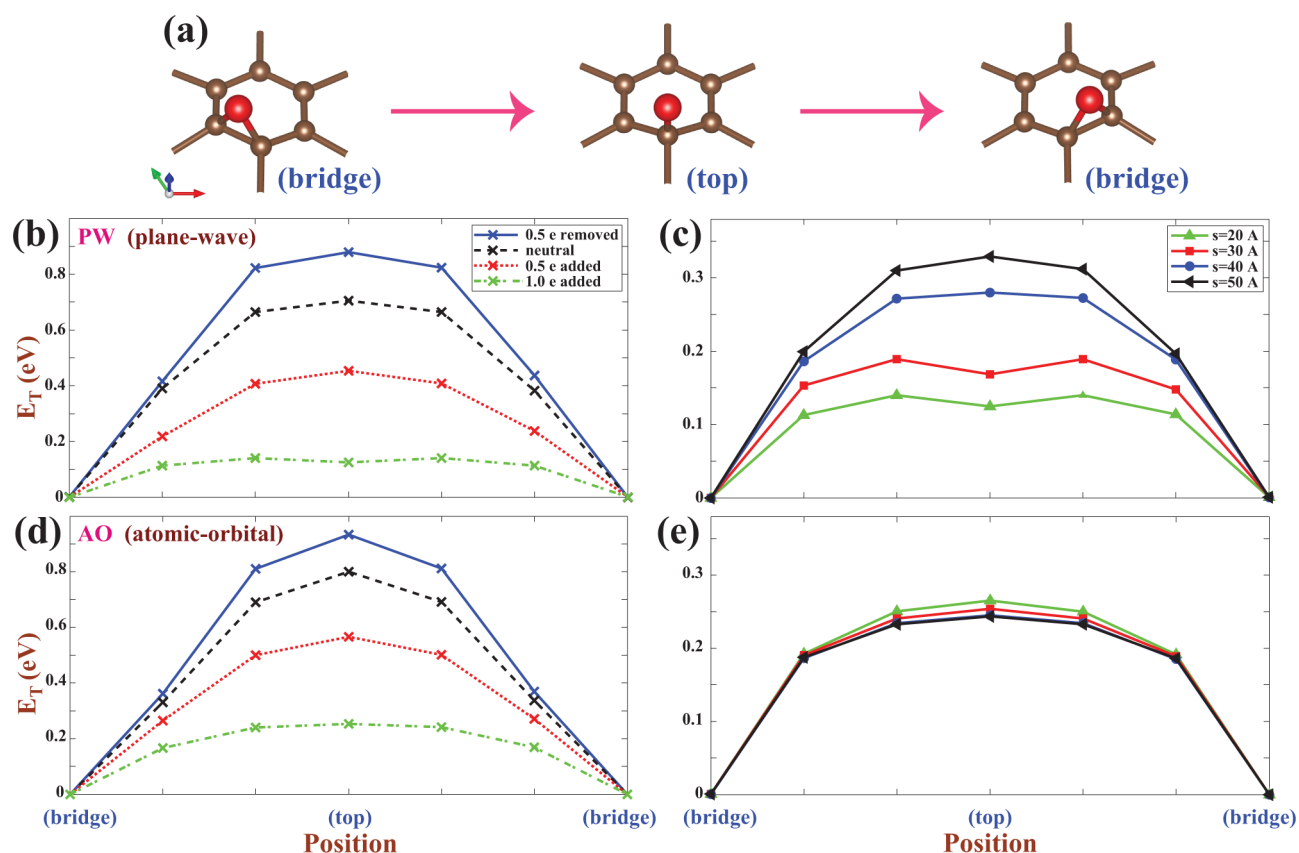 (a)
(bridge)
(top)
(bridge)
(b) PW (plane-wave)
0.5 e removed
neutral
0.5 e added
1.0 e added
0.8
0.6
0.4
0.2
0
E_T (eV)
(c)
s=20 A
s=30 A
s=40 A
s=50 A
0.3
0.2
0.1
0
(d) AO (atomic-orbital)
0.8
0.6
0.4
0.2
0
E_T (eV)
(bridge)
(top)
(bridge)
Position
(e)
0.3
0.2
0.1
0
(bridge)
(top)
(bridge)
Position